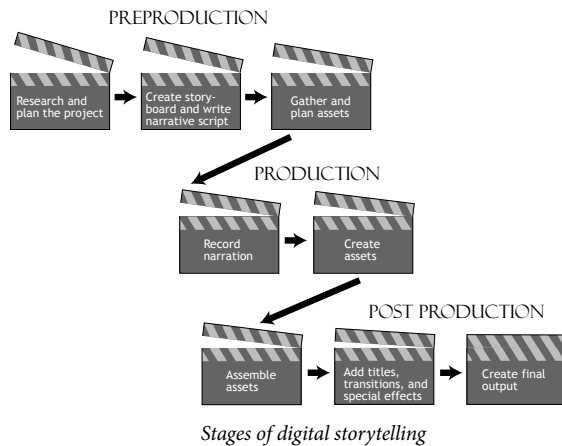 PREPRODUCTION
Research and
plan the project
Create story-
board and write
narrative script
Gather and
plan assets
PRODUCTION
Record
narration
Create
assets
POST PRODUCTION
Assemble
assets
Add titles,
transitions, and
special effects
Create final
output
Stages of digital storytelling